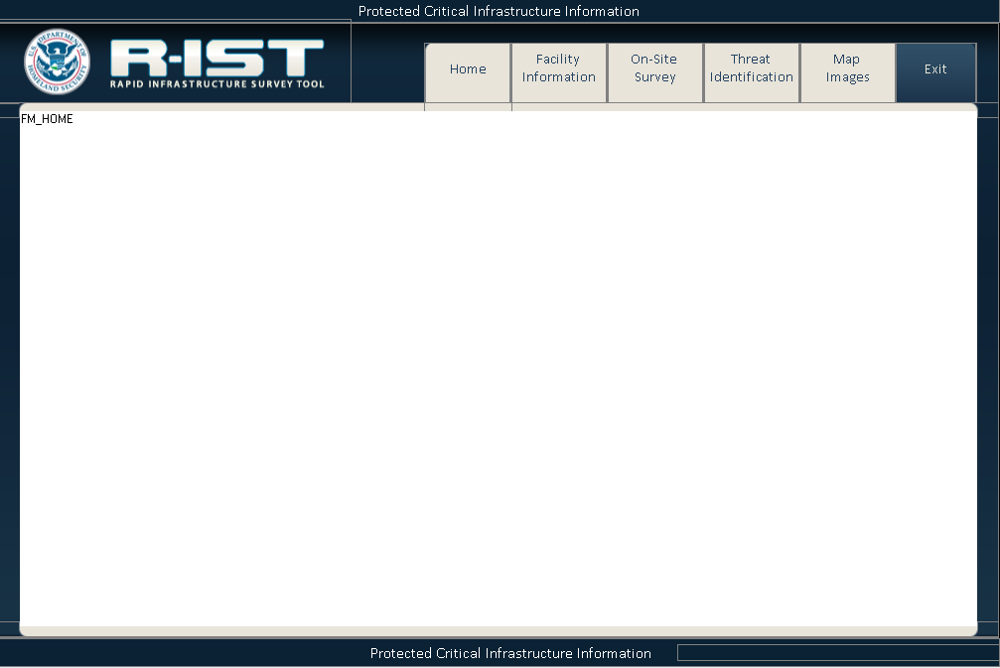 Protected Critical Infrastructure Information
U.S. DEPARTMENT OF HOMELAND SECURITY
R-IST
RAPID INFRASTRUCTURE SURVEY TOOL
Home
Facility
Information
On-Site
Survey
Threat
Identification
Map
Images
Exit
FM_HOME
Protected Critical Infrastructure Information